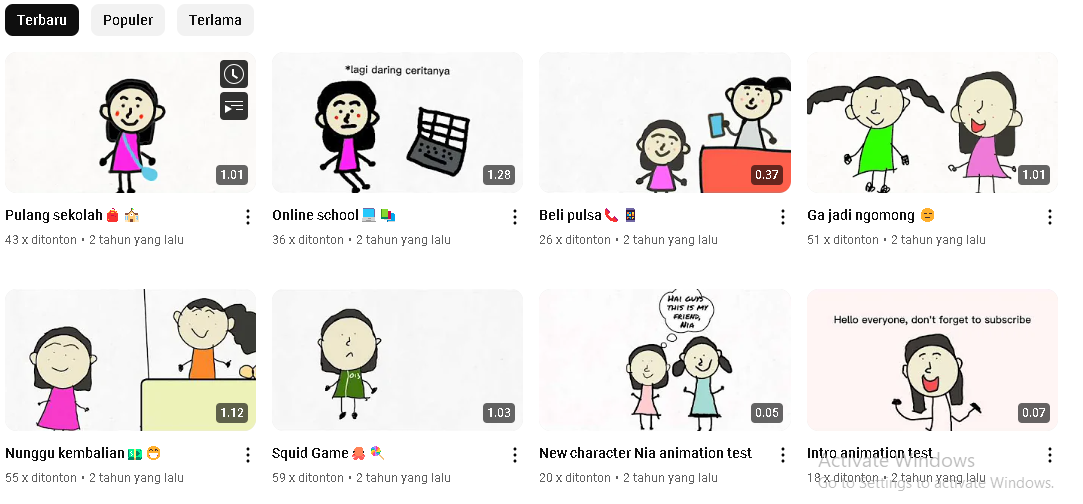 Terbaru Populer Terlama
*lagi daring ceritanya
1.01 1.28 0.37 1.01
Pulang sekolah Online school Beli pulsa Ga jadi ngomong
43 x ditonton • 2 tahun yang lalu 36 x ditonton • 2 tahun yang lalu 26 x ditonton • 2 tahun yang lalu 51 x ditonton • 2 tahun yang lalu
HAI GUYS
THIS IS MY
FRIEND,
NIA
Hello everyone, don't forget to subscribe
015
1.12 1.03 0.05 0.07
Nunggu kembalian Squid Game New character Nia animation test Intro animation test
55 x ditonton • 2 tahun yang lalu 59 x ditonton • 2 tahun yang lalu 20 x ditonton • 2 tahun yang lalu 18 x ditonton • 2 tahun yang lalu
Activate Windows
Go to Settings to activate Windows.